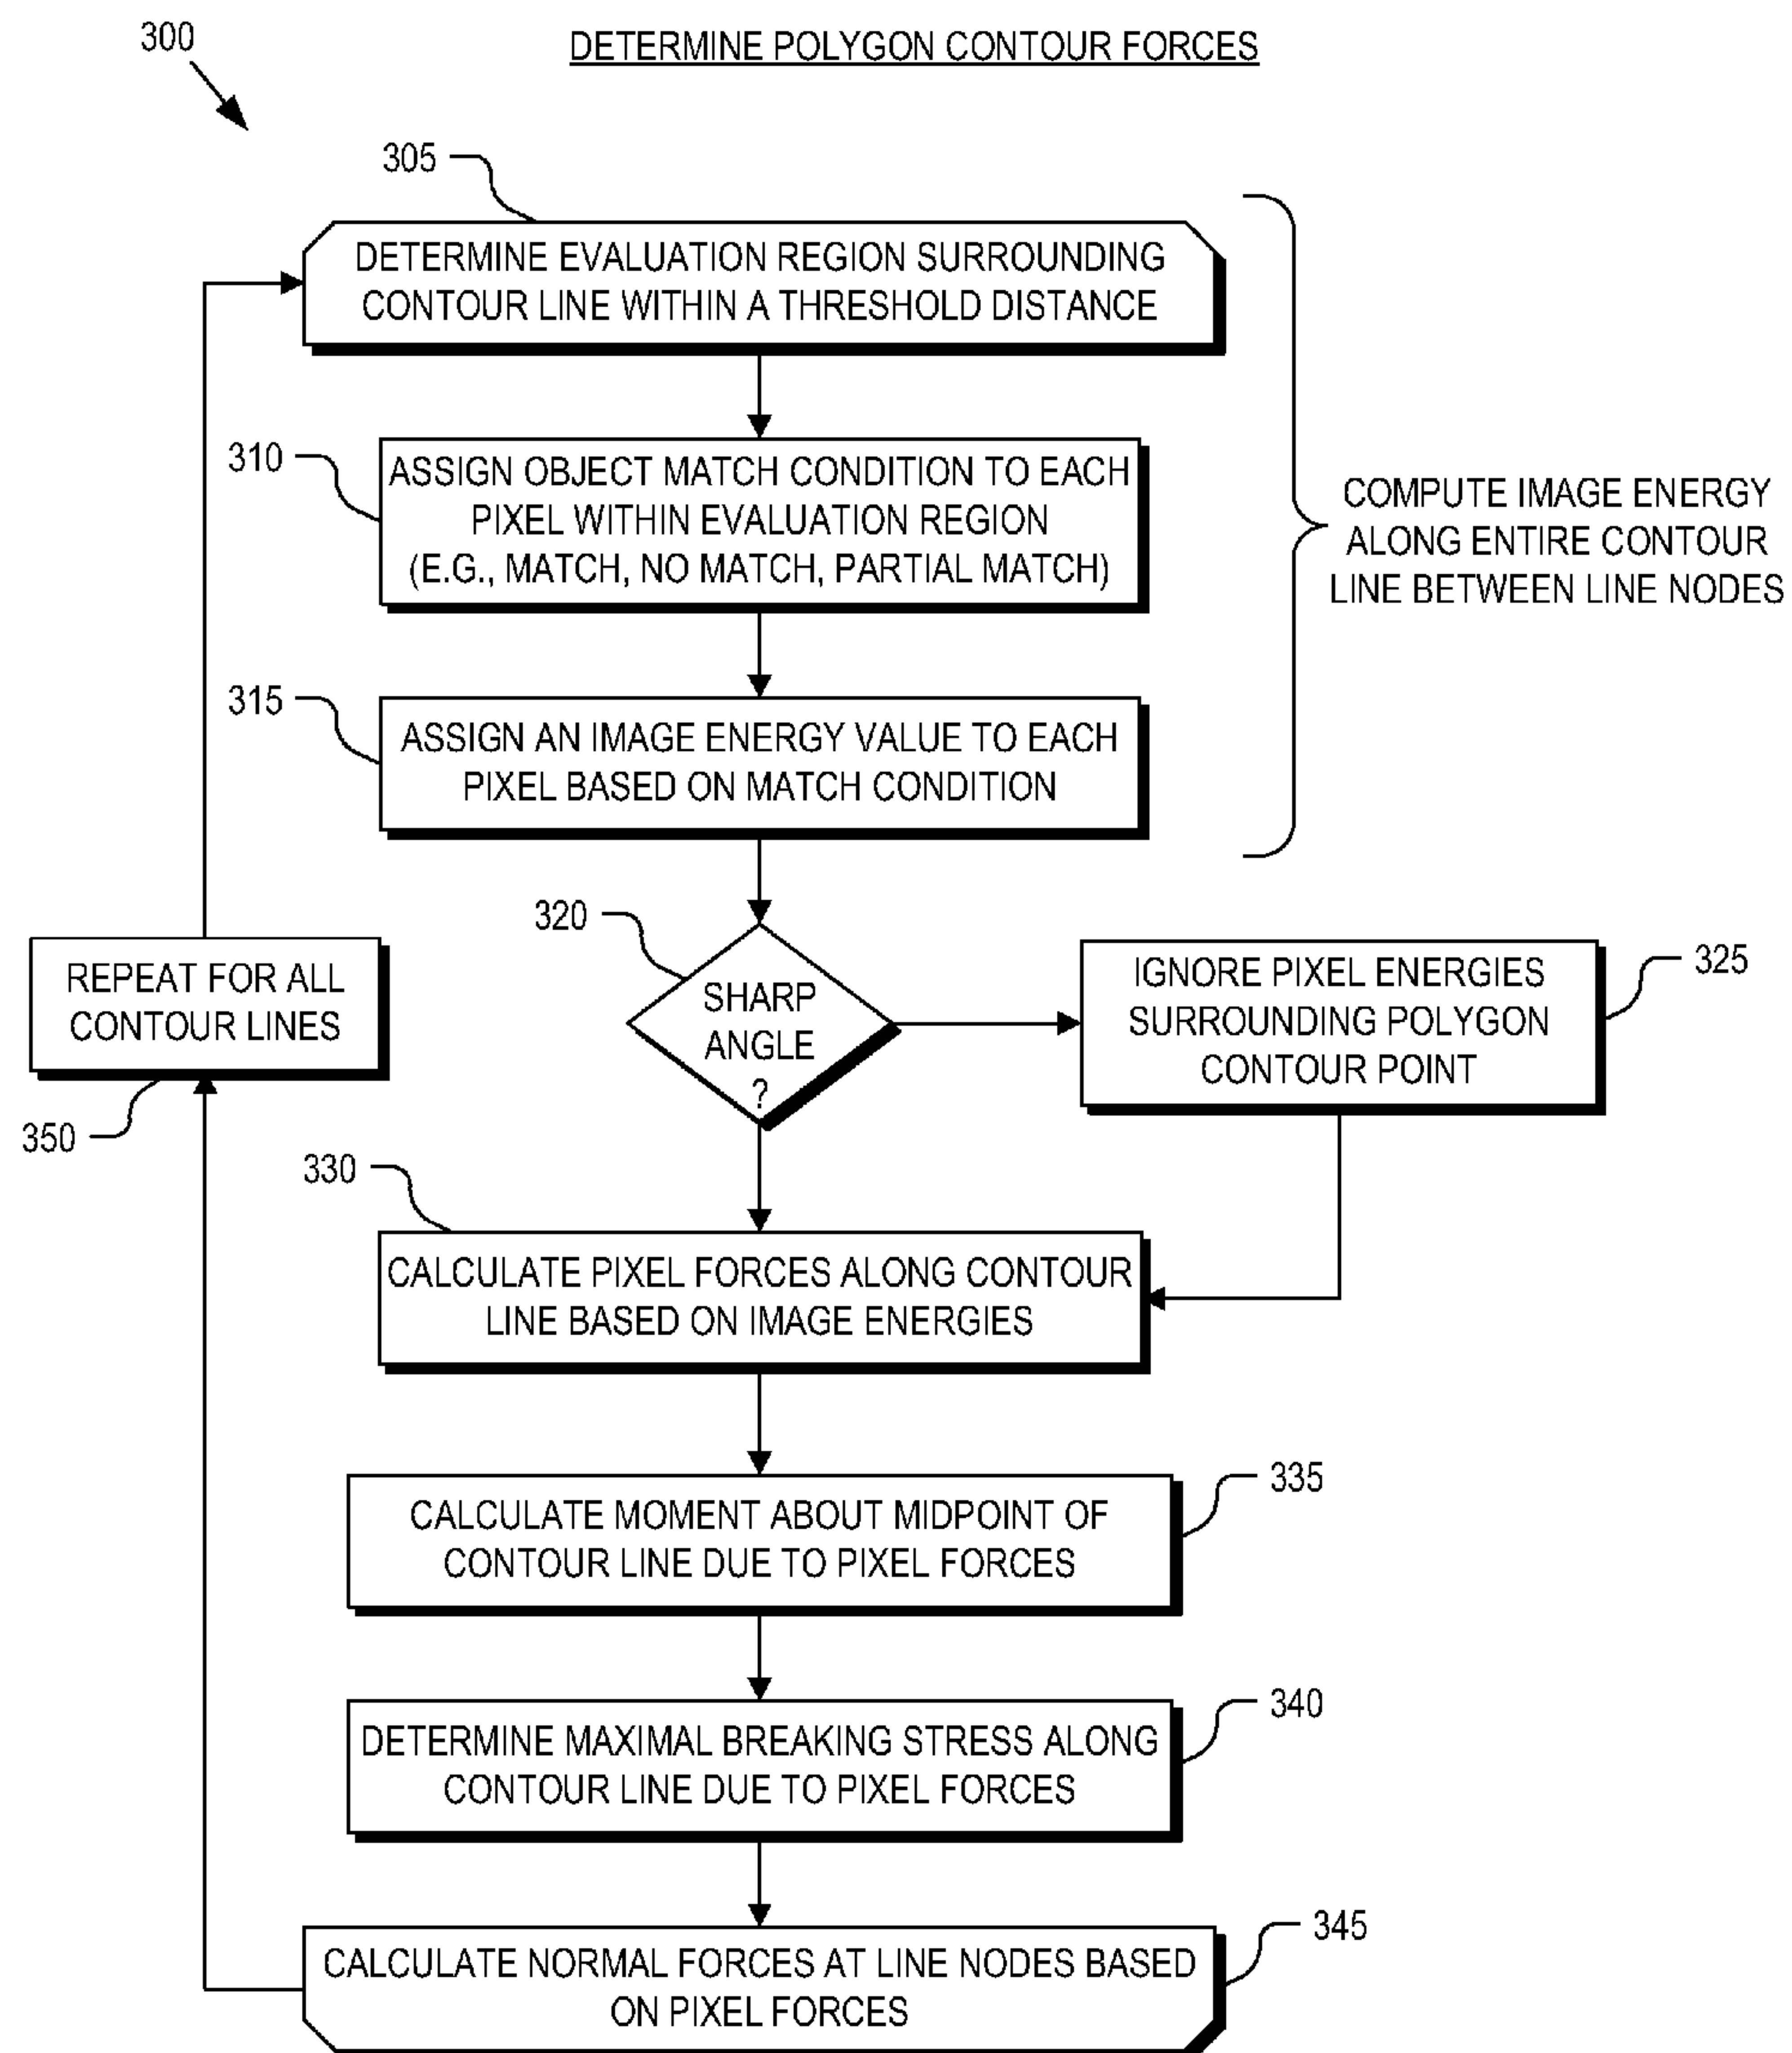 300
DETERMINE POLYGON CONTOUR FORCES
305
DETERMINE EVALUATION REGION SURROUNDING
CONTOUR LINE WITHIN A THRESHOLD DISTANCE
310
ASSIGN OBJECT MATCH CONDITION TO EACH
PIXEL WITHIN EVALUATION REGION
(E.G., MATCH, NO MATCH, PARTIAL MATCH)
COMPUTE IMAGE ENERGY
ALONG ENTIRE CONTOUR
LINE BETWEEN LINE NODES
315
ASSIGN AN IMAGE ENERGY VALUE TO EACH
PIXEL BASED ON MATCH CONDITION
320
SHARP
ANGLE
?
IGNORE PIXEL ENERGIES
SURROUNDING POLYGON
CONTOUR POINT
325
REPEAT FOR ALL
CONTOUR LINES
350
330
CALCULATE PIXEL FORCES ALONG CONTOUR
LINE BASED ON IMAGE ENERGIES
335
CALCULATE MOMENT ABOUT MIDPOINT OF
CONTOUR LINE DUE TO PIXEL FORCES
340
DETERMINE MAXIMAL BREAKING STRESS ALONG
CONTOUR LINE DUE TO PIXEL FORCES
345
CALCULATE NORMAL FORCES AT LINE NODES BASED
ON PIXEL FORCES